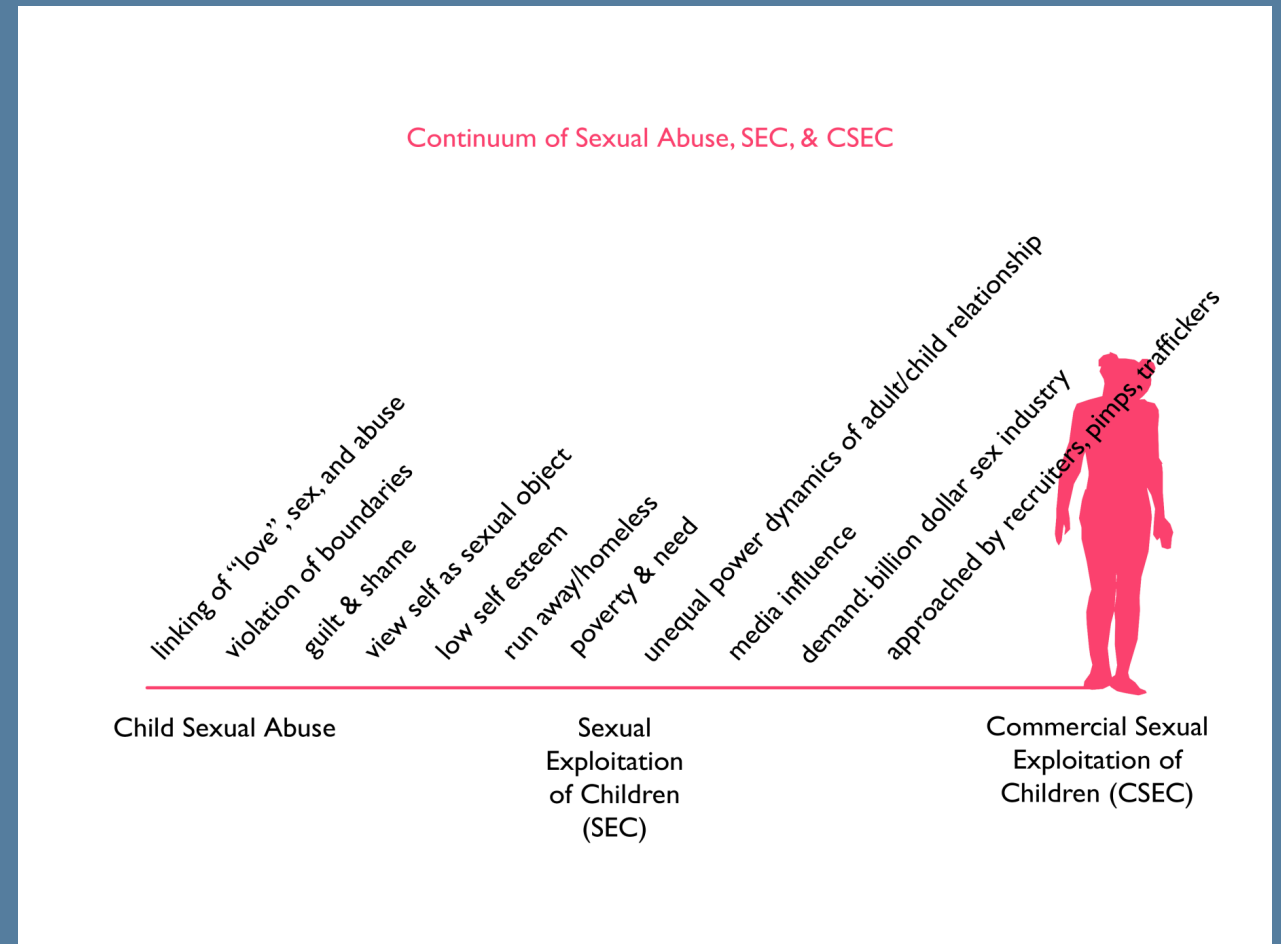 Continuum of Sexual Abuse, SEC, & CSEC
linking of “love”, sex, and abuse
violation of boundaries
guilt & shame
view self as sexual object
low self esteem
run away/homeless
poverty & need
unequal power dynamics of adult/child relationship
media influence
demand: billion dollar sex industry
approached by recruiters, pimps, traffickers
Child Sexual Abuse
Sexual
Exploitation
of Children
(SEC)
Commercial Sexual
Exploitation of
Children (CSEC)